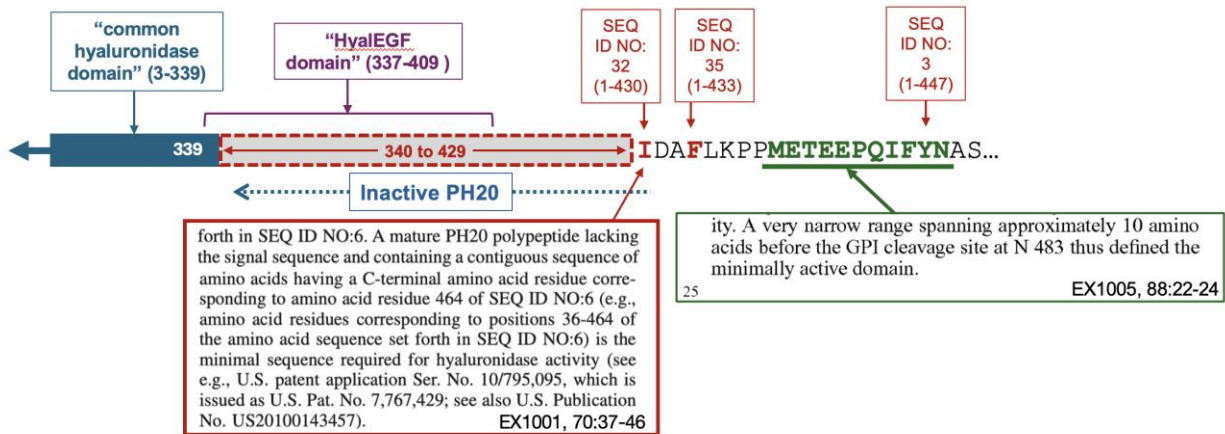 “common
hyaluronidase
domain” (3-339)
“HyalEGF
domain” (337-409 )
SEQ
ID NO:
32
(1-430)
SEQ
ID NO:
35
(1-433)
SEQ
ID NO:
3
(1-447)
339
340 to 429
IDAFLKPPMETEEPQIFYNAS...
Inactive PH20
forth in SEQ ID NO:6. A mature PH20 polypeptide lacking
the signal sequence and containing a contiguous sequence of
amino acids having a C-terminal amino acid residue corre-
sponding to amino acid residue 464 of SEQ ID NO:6 (e.g.,
amino acid residues corresponding to positions 36-464 of
the amino acid sequence set forth in SEQ ID NO:6) is the
minimal sequence required for hyaluronidase activity (see
e.g., U.S. patent application Ser. No. 10/795,095, which is
issued as U.S. Pat. No. 7,767,429; see also U.S. Publication
No. US20100143457).
EX1001, 70:37-46
ity. A very narrow range spanning approximately 10 amino
acids before the GPI cleavage site at N 483 thus defined the
minimally active domain.
25
EX1005, 88:22-24